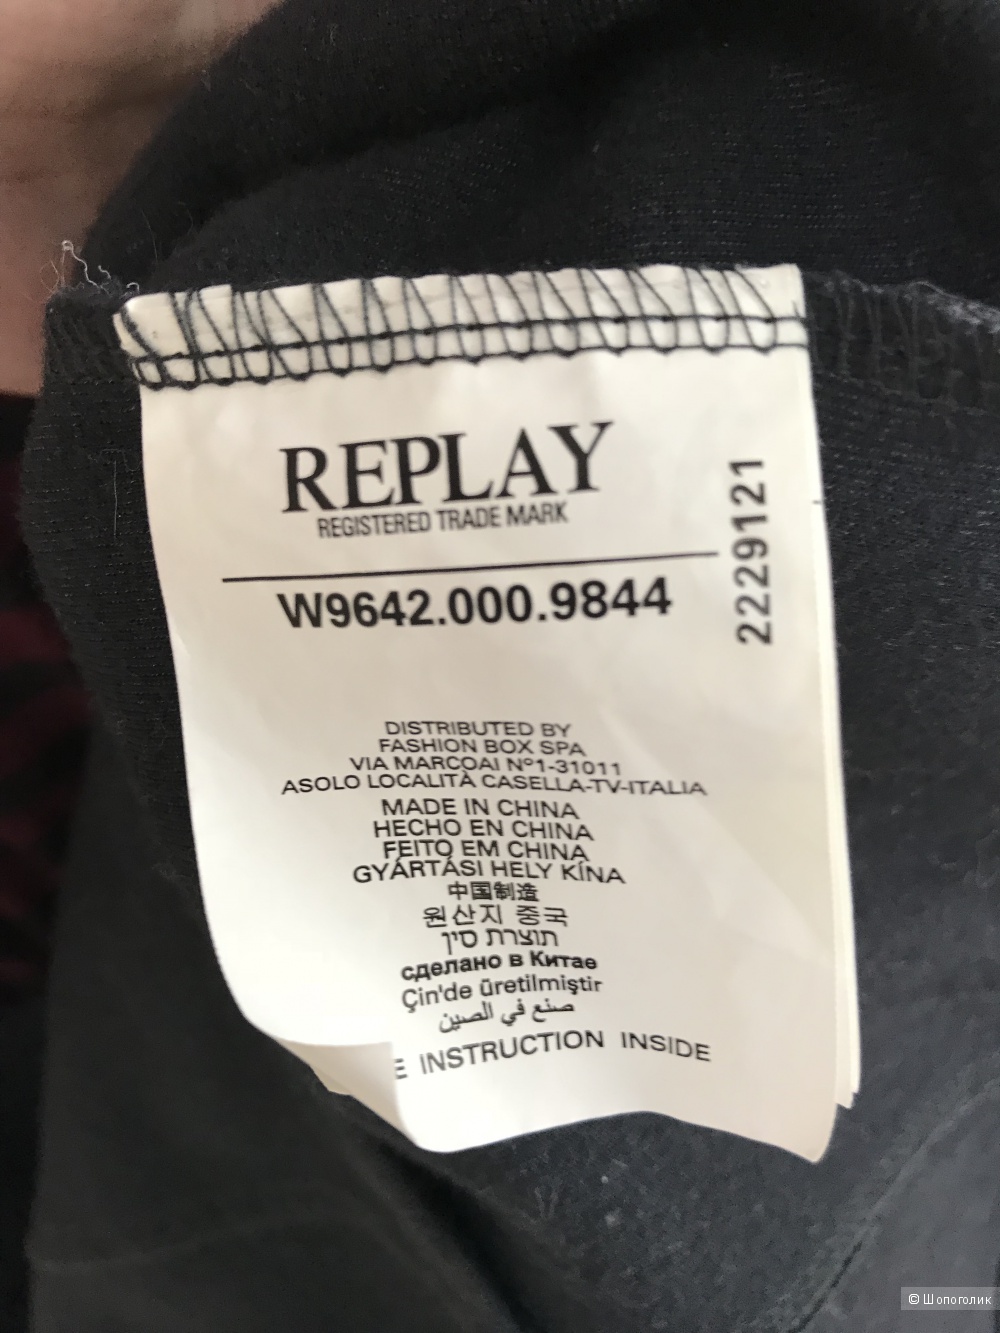 REPLAY
REGISTERED TRADE MARK
W9642.000.9844
2229121
DISTRIBUTED BY
FASHION BOX SPA
VIA MARCOAI Nº1-31011
ASOLO LOCALITÀ CASELLA-TV-ITALIA
MADE IN CHINA
HECHO EN CHINA
FEITO EM CHINA
GYÁRTÁSI HELY KÍNA
中国制造
원산지 중국
תוצרת סין
сделано в Китае
Çin'de üretilmiştir
صنع في الصين
E INSTRUCTION INSIDE
© Шопоголик